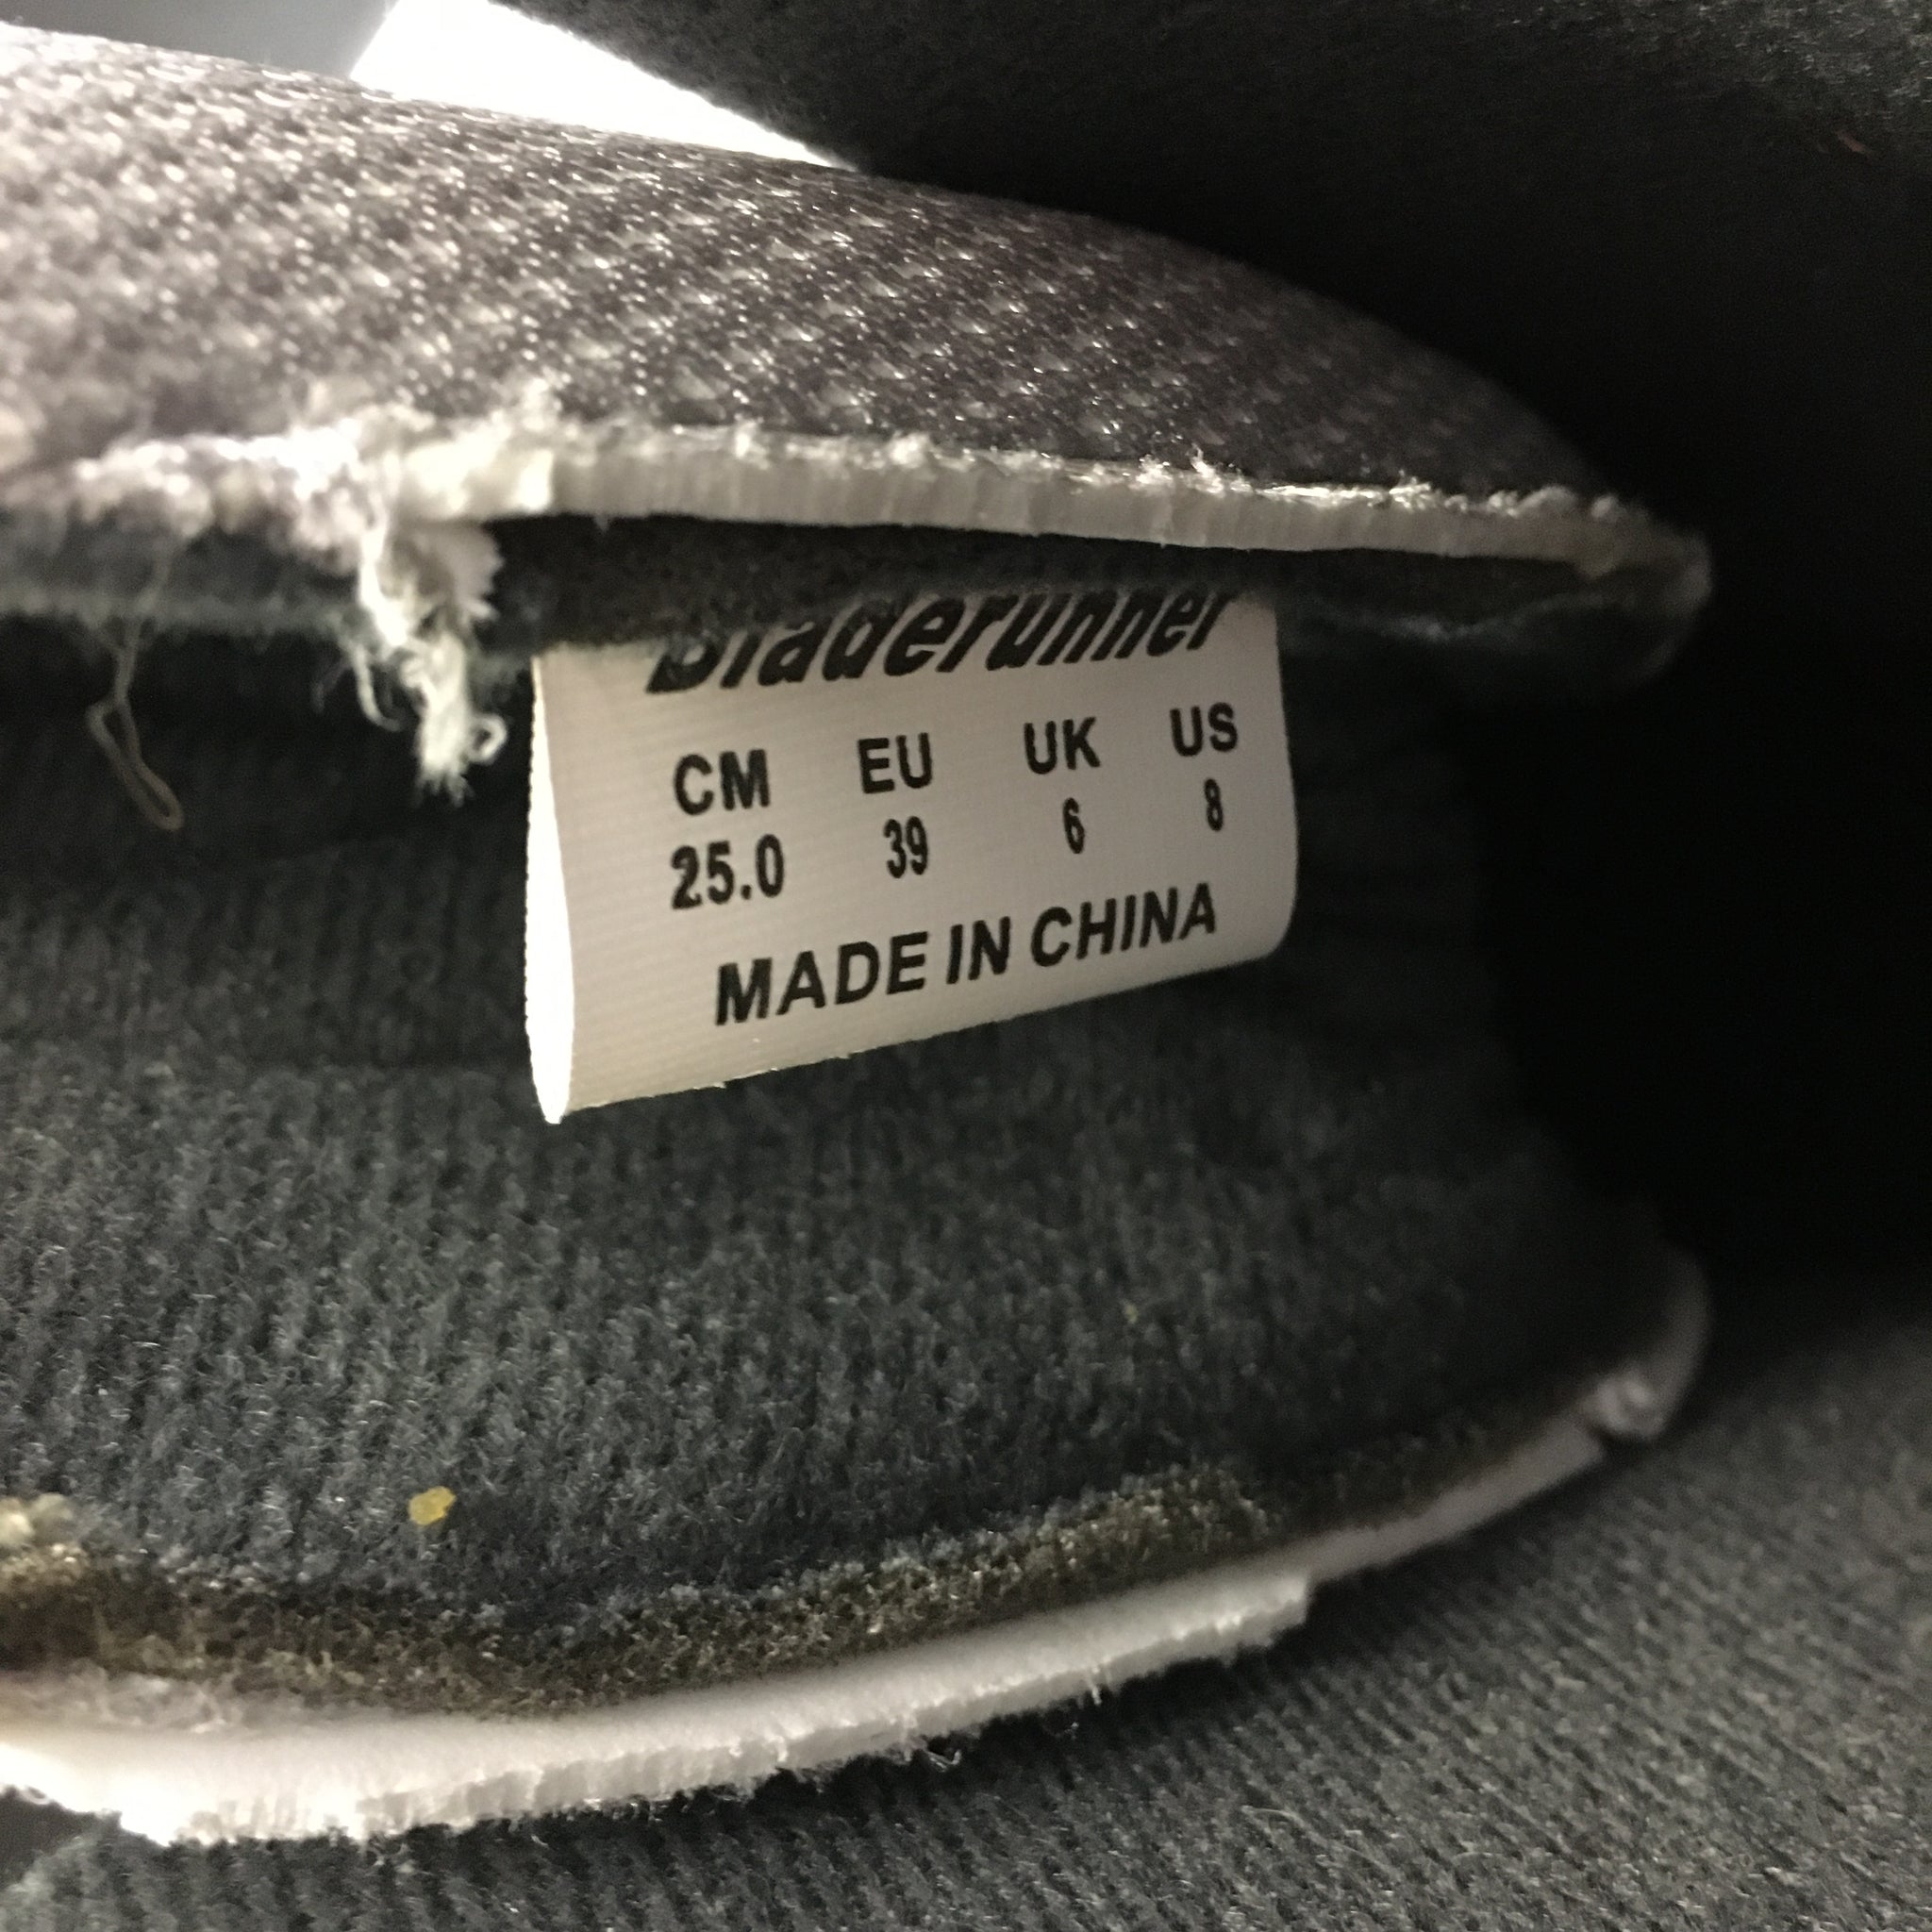 Bladerunner
CM EU UK US
25.0 39 6 8
MADE IN CHINA